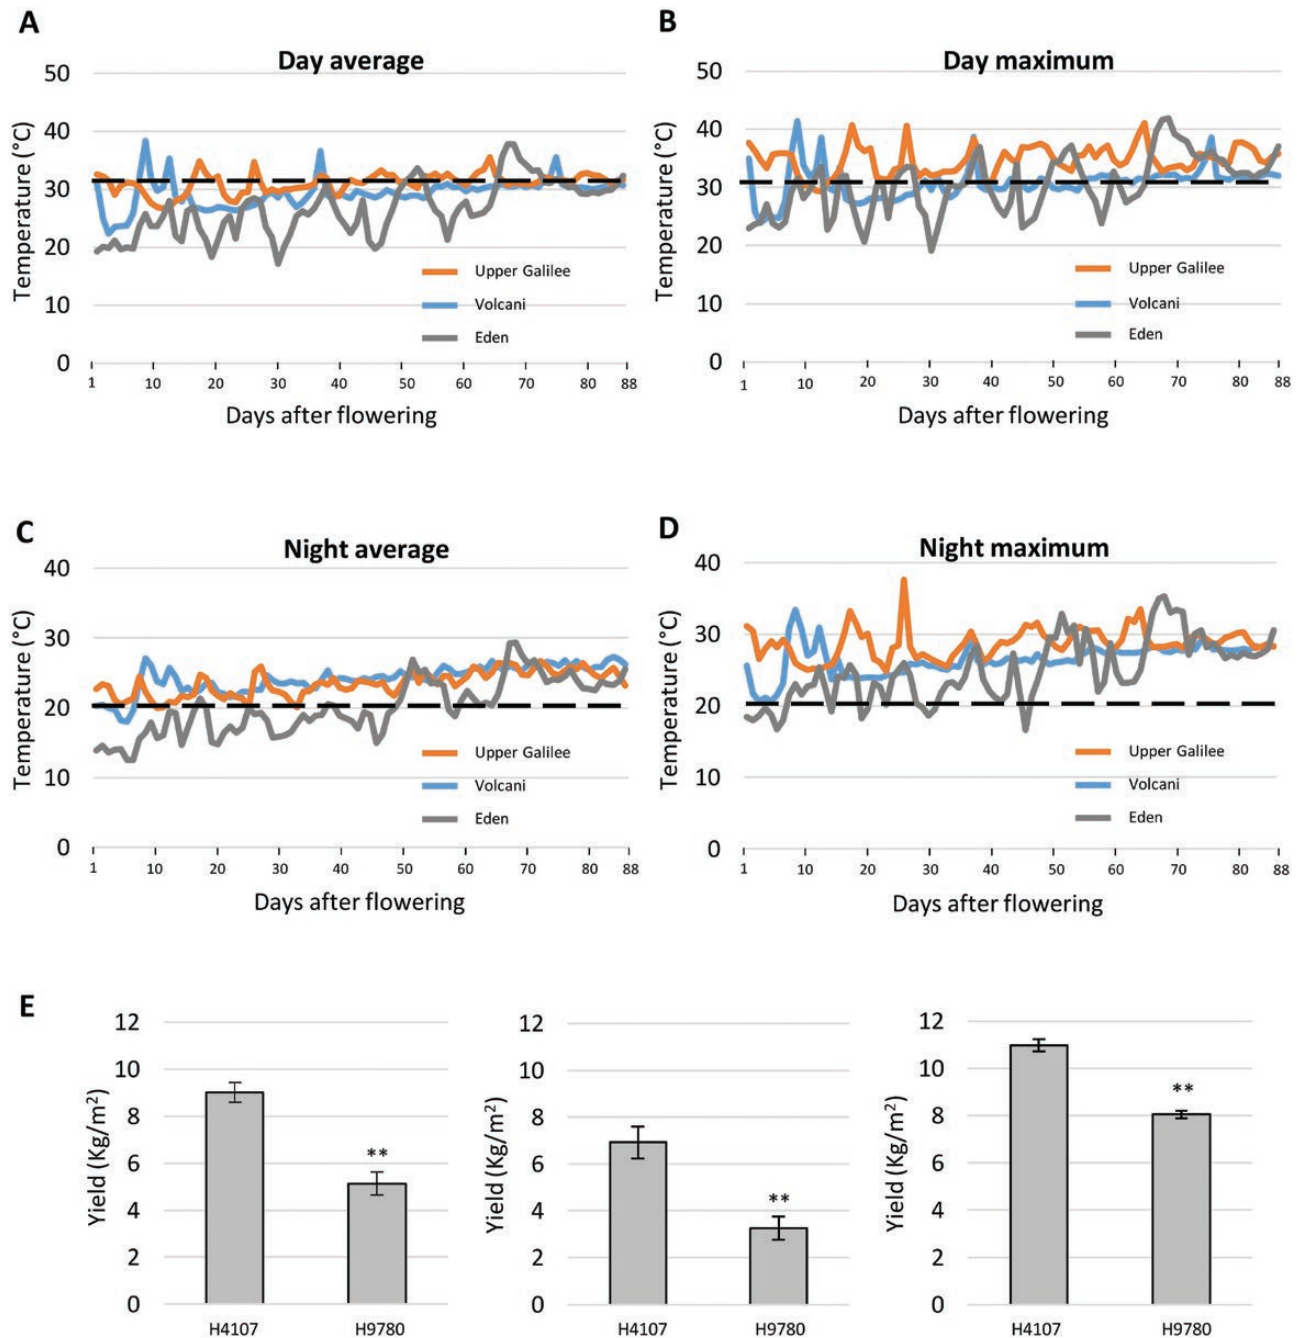 A
Day average
Temperature (°C)
50
40
30
20
10
0
Upper Galilee
Volcani
Eden
1 10 20 30 40 50 60 70 80 88
Days after flowering
B
Day maximum
Temperature (°C)
50
40
30
20
10
0
Upper Galilee
Volcani
Eden
1 10 20 30 40 50 60 70 80 88
Days after flowering
C
Night average
Temperature (°C)
40
30
20
10
0
Upper Galilee
Volcani
Eden
1 10 20 30 40 50 60 70 80 88
Days after flowering
D
Night maximum
Temperature (°C)
40
30
20
10
0
Upper Galilee
Volcani
Eden
1 10 20 30 40 50 60 70 80 88
Days after flowering
E
Yield (Kg/m²)
12
10
8
6
4
2
0
**
H4107 H9780
Yield (Kg/m²)
12
10
8
6
4
2
0
**
H4107 H9780
Yield (Kg/m²)
12
10
8
6
4
2
0
**
H4107 H9780